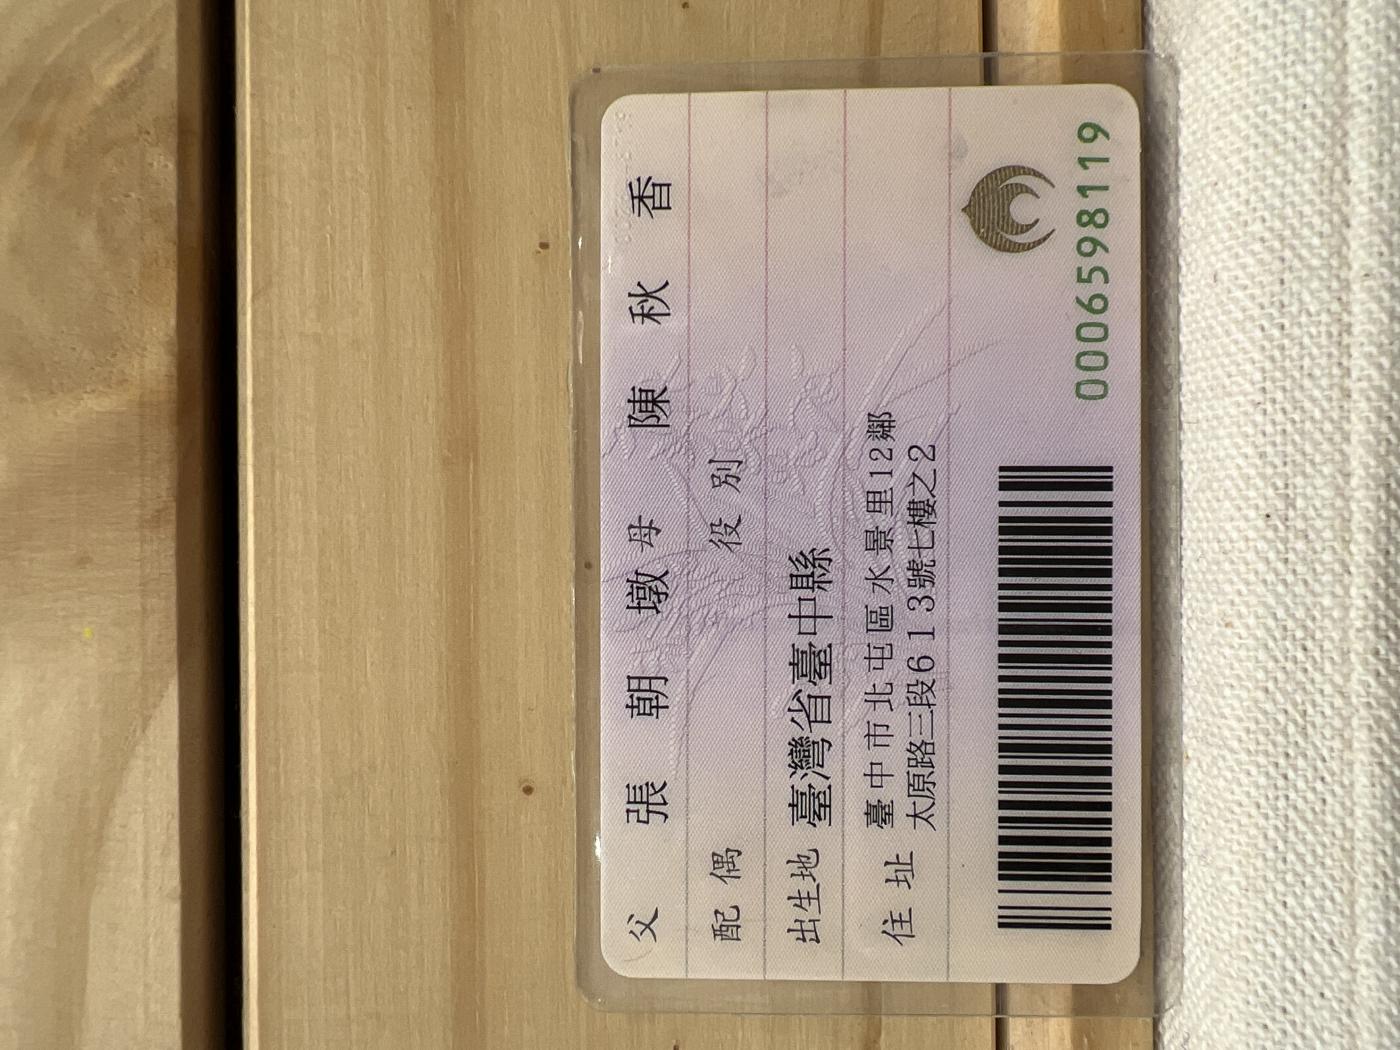 父 張朝墩 母 陳秋香
配偶 役別
出生地 臺灣省臺中縣
住址 臺中市北屯區水景里12鄰
太原路三段613號七樓之2
0006598119